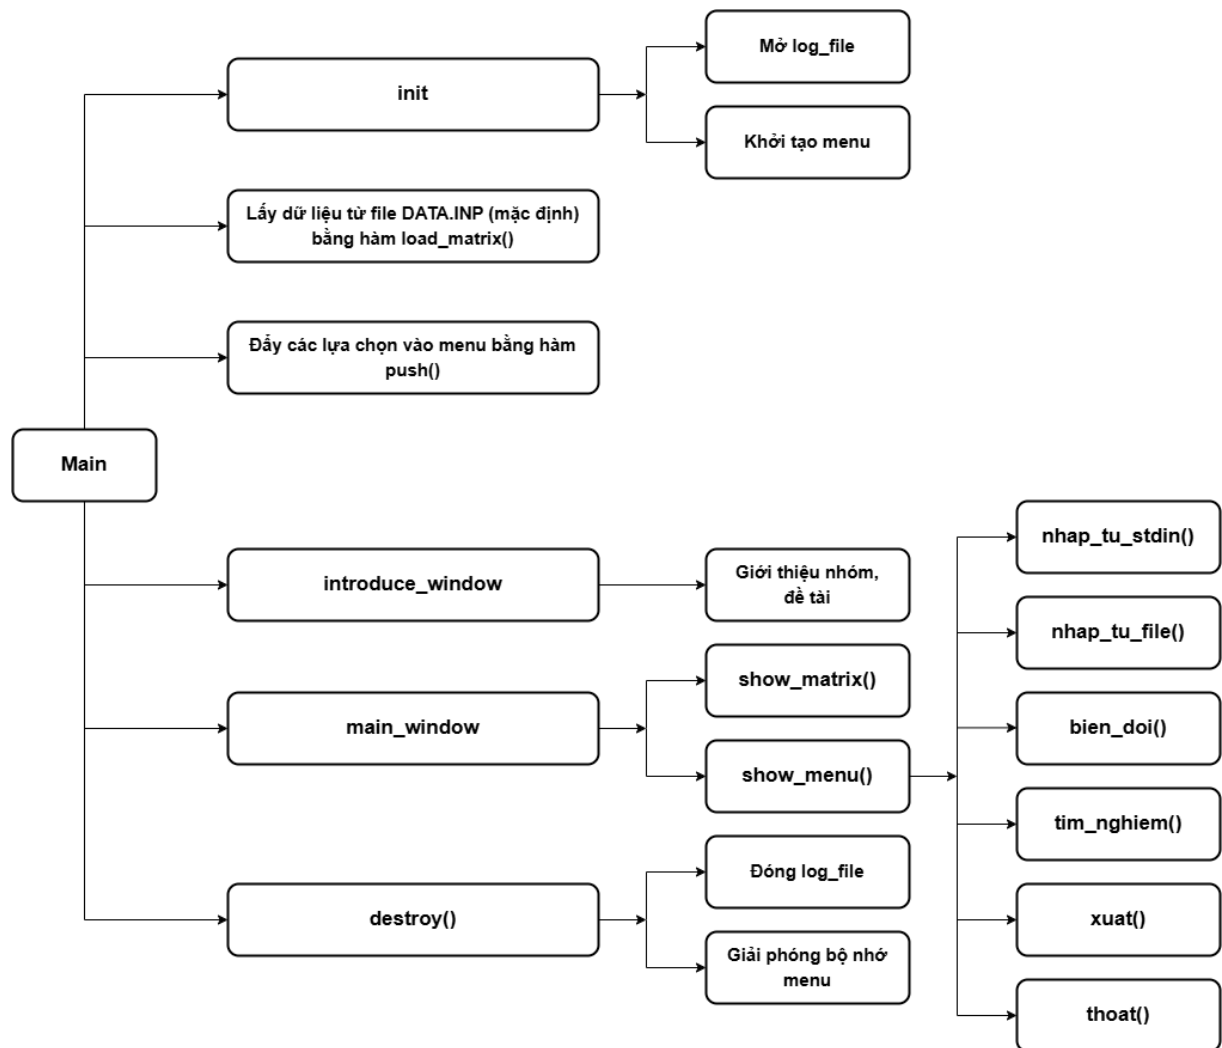 Mở log_file
init
Khởi tạo menu
Lấy dữ liệu từ file DATA.INP (mặc định)
bằng hàm load_matrix()
Đẩy các lựa chọn vào menu bằng hàm
push()
Main
introduce_window
Giới thiệu nhóm,
đề tài
main_window
show_matrix()
show_menu()
nhap_tu_stdin()
nhap_tu_file()
bien_doi()
tim_nghiem()
xuat()
thoat()
destroy()
Đóng log_file
Giải phóng bộ nhớ
menu